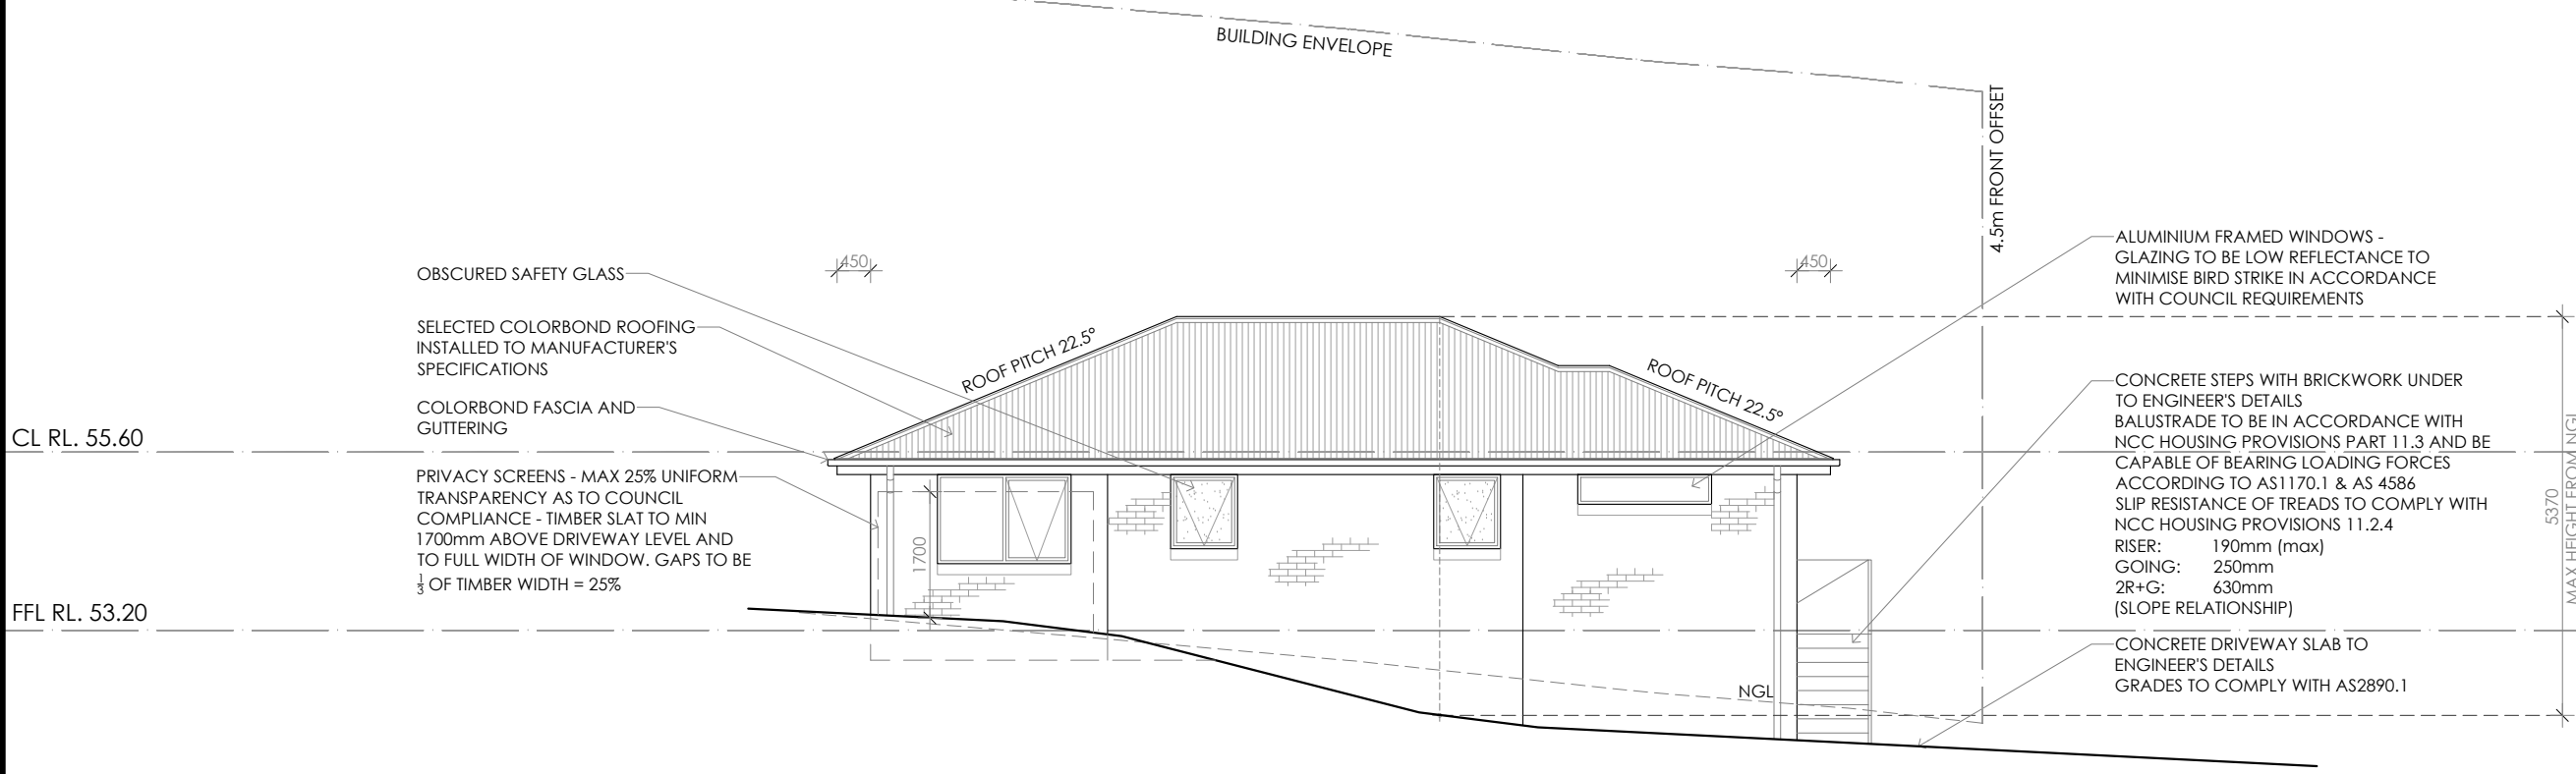 BUILDING ENVELOPE
4.5m FRONT OFFSET
450
450
OBSCURED SAFETY GLASS
SELECTED COLORBOND ROOFING
INSTALLED TO MANUFACTURER'S
SPECIFICATIONS
COLORBOND FASCIA AND
GUTTERING
CL RL. 55.60
PRIVACY SCREENS - MAX 25% UNIFORM
TRANSPARENCY AS TO COUNCIL
COMPLIANCE - TIMBER SLAT TO MIN
1700mm ABOVE DRIVEWAY LEVEL AND
TO FULL WIDTH OF WINDOW. GAPS TO BE
1/3 OF TIMBER WIDTH = 25%
FFL RL. 53.20
ROOF PITCH 22.5°
ROOF PITCH 22.5°
1700
NGL
ALUMINIUM FRAMED WINDOWS -
GLAZING TO BE LOW REFLECTANCE TO
MINIMISE BIRD STRIKE IN ACCORDANCE
WITH COUNCIL REQUIREMENTS
CONCRETE STEPS WITH BRICKWORK UNDER
TO ENGINEER'S DETAILS
BALUSTRADE TO BE IN ACCORDANCE WITH
NCC HOUSING PROVISIONS PART 11.3 AND BE
CAPABLE OF BEARING LOADING FORCES
ACCORDING TO AS1170.1 & AS 4586
SLIP RESISTANCE OF TREADS TO COMPLY WITH
NCC HOUSING PROVISIONS 11.2.4
RISER: 190mm (max)
GOING: 250mm
2R+G: 630mm
(SLOPE RELATIONSHIP)
CONCRETE DRIVEWAY SLAB TO
ENGINEER'S DETAILS
GRADES TO COMPLY WITH AS2890.1
5370
MAX HEIGHT FROM NGL